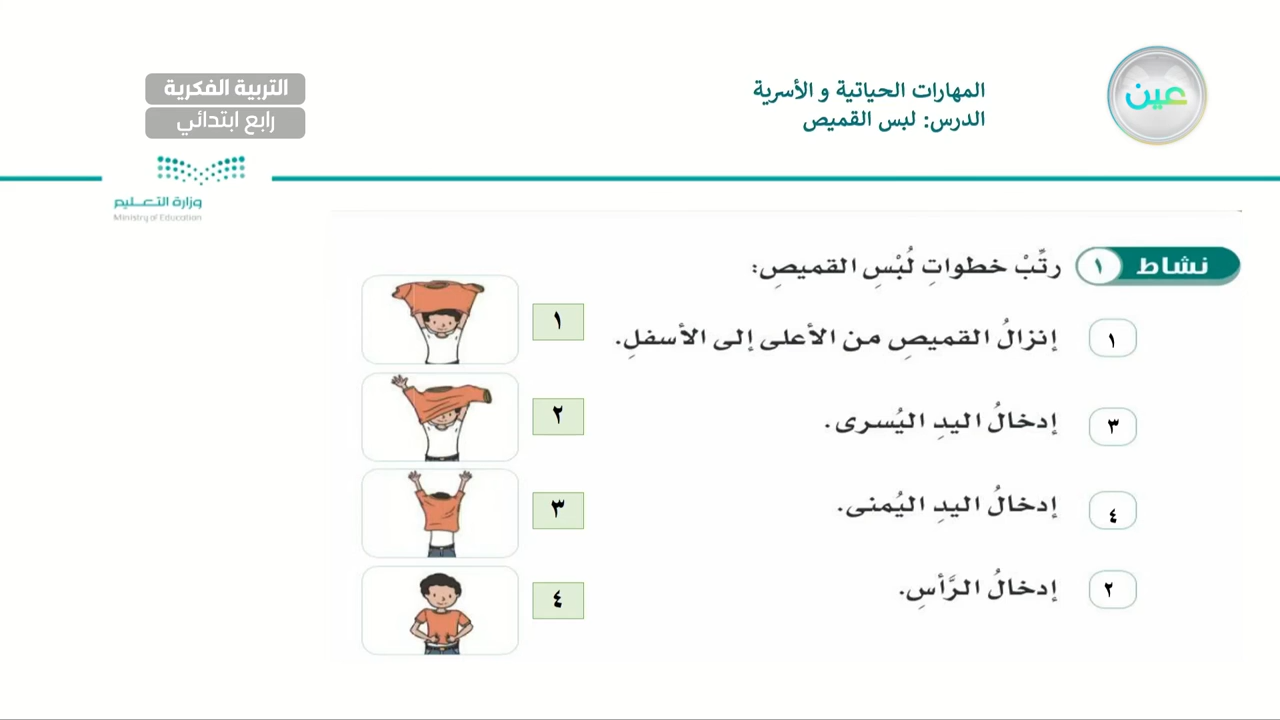 عين
المهارات الحياتية و الأسرية
الدرس: لبس القميص
التربية الفكرية
رابع ابتدائي
وزارة التعـــليم
Ministry of Education
نشاط ١ رتِّبْ خطواتِ لُبْسِ القميصِ:
١ إنزالُ القميصِ من الأعلى إلى الأسفلِ.
٣ إدخالُ اليدِ اليُسرى.
٤ إدخالُ اليدِ اليُمنى.
٢ إدخالُ الرَّأسِ.
١
٢
٣
٤